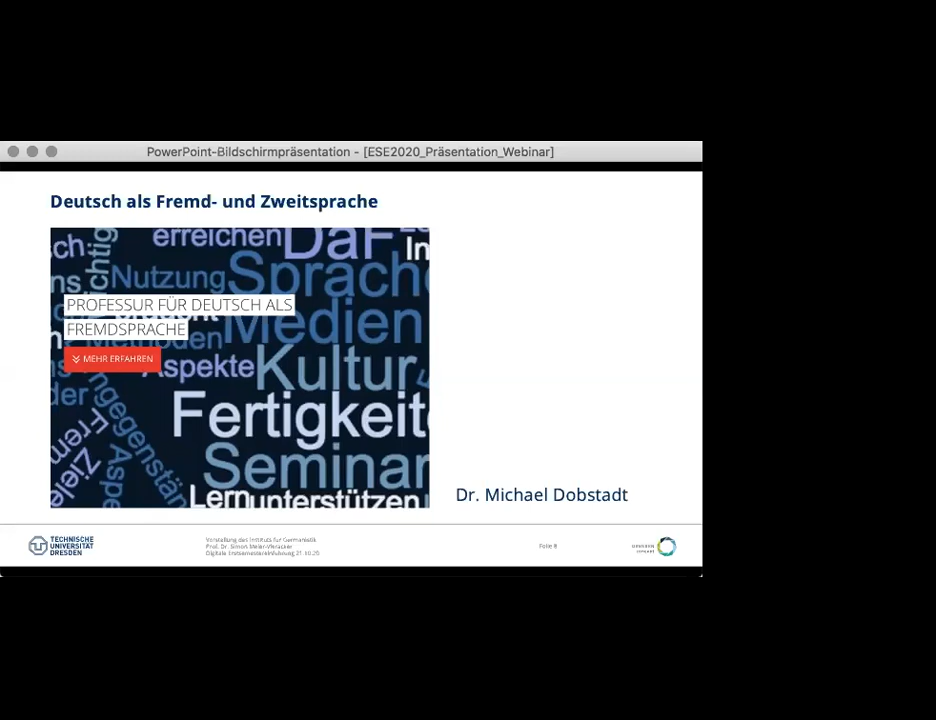 PowerPoint-Bildschirmpräsentation - [ESE2020_Präsentation_Webinar]
Deutsch als Fremd- und Zweitsprache
erreichen
DaF
Nutzung
Sprache
PROFESSUR FÜR DEUTSCH ALS
FREMDSPRACHE
Medien
MEHR ERFAHREN
Aspekte
Kultur
Fertigkeit
Ziele
Seminar
Lern
unterstützen
Dr. Michael Dobstadt
TECHNISCHE
UNIVERSITÄT
DRESDEN
Vorstellung des Instituts für Germanistik
Prof. Dr. Simon Meier-Vieracker
Digitale Erstsemestereinführung 21.10.20
Folie 8